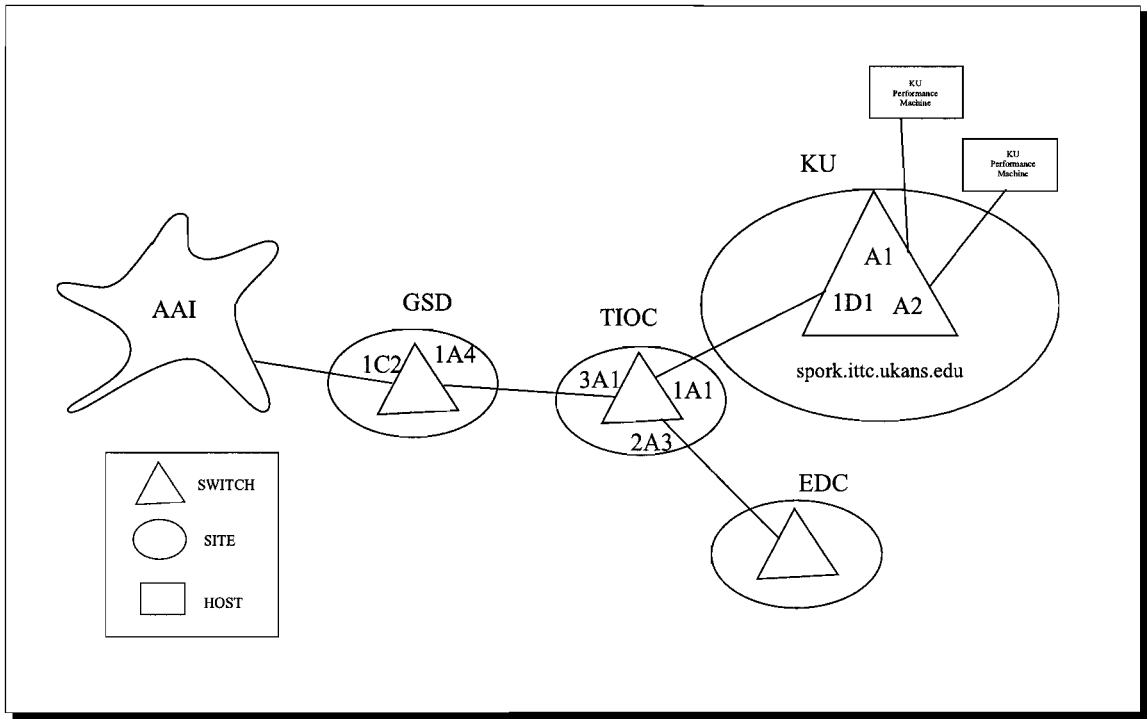 KU
Performance
Machine
KU
Performance
Machine
KU
A1
1D1
A2
spork.ittc.ukans.edu
AAI
GSD
1C2
1A4
TIOC
3A1
1A1
2A3
EDC
SWITCH
SITE
HOST